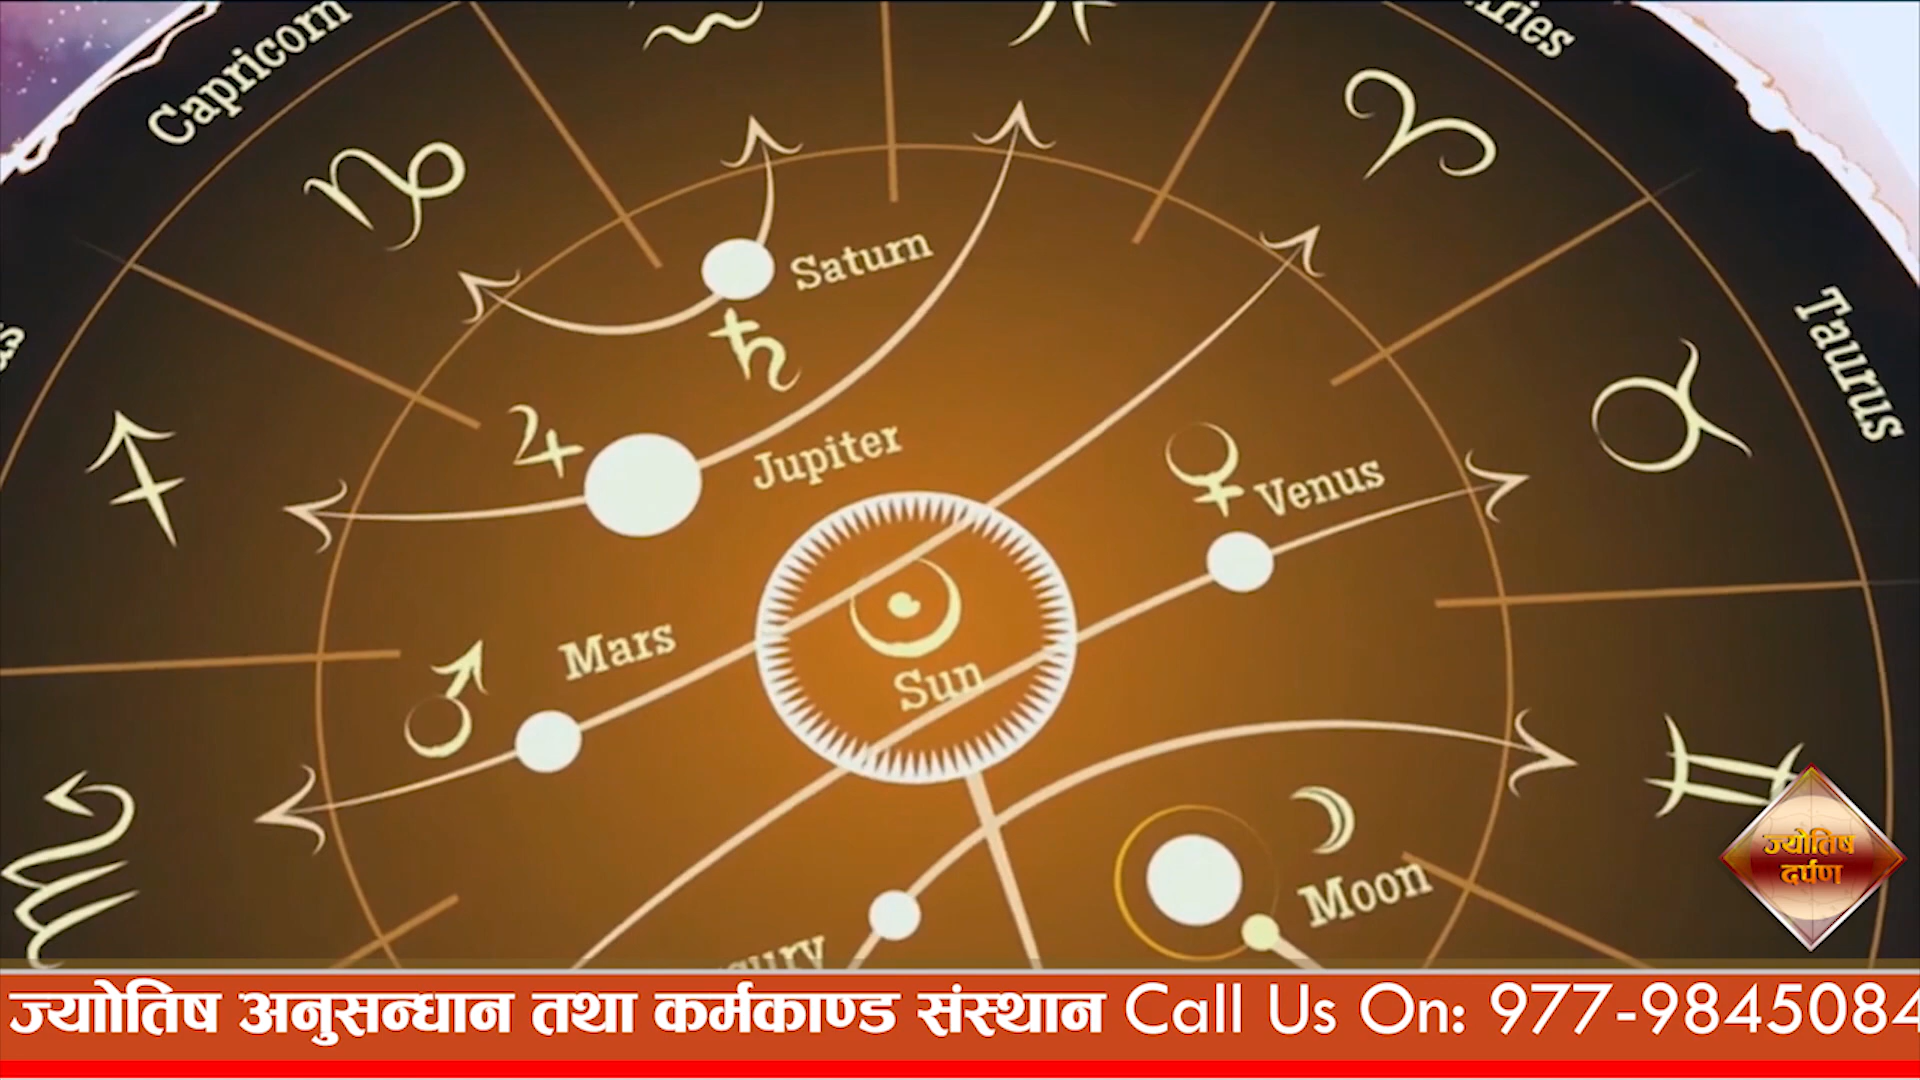 Capricorn
Saturn
Jupiter
Venus
Taurus
Mars
Sun
Moon
ज्योतिष
दर्पण
ज्योतिष अनुसन्धान तथा कर्मकाण्ड संस्थान Call Us On: 977-9845084